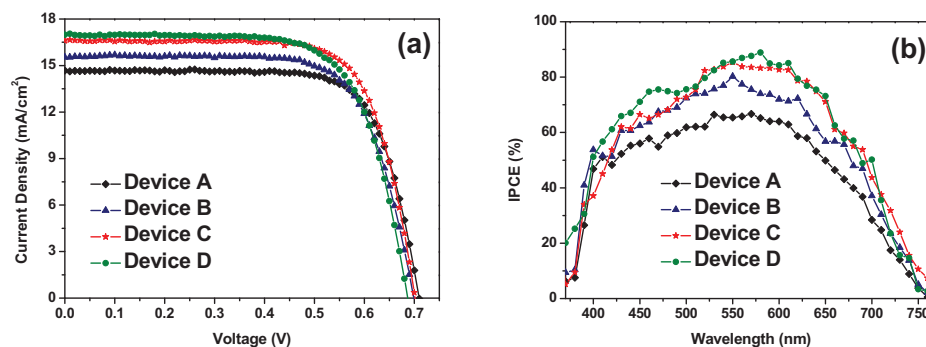 (a)
Current Density (mA/cm²)
18
15
12
9
6
3
0
Device A
Device B
Device C
Device D
0.0 0.1 0.2 0.3 0.4 0.5 0.6 0.7
Voltage (V)
(b)
IPCE (%)
100
80
60
40
20
0
Device A
Device B
Device C
Device D
400 450 500 550 600 650 700 750
Wavelength (nm)